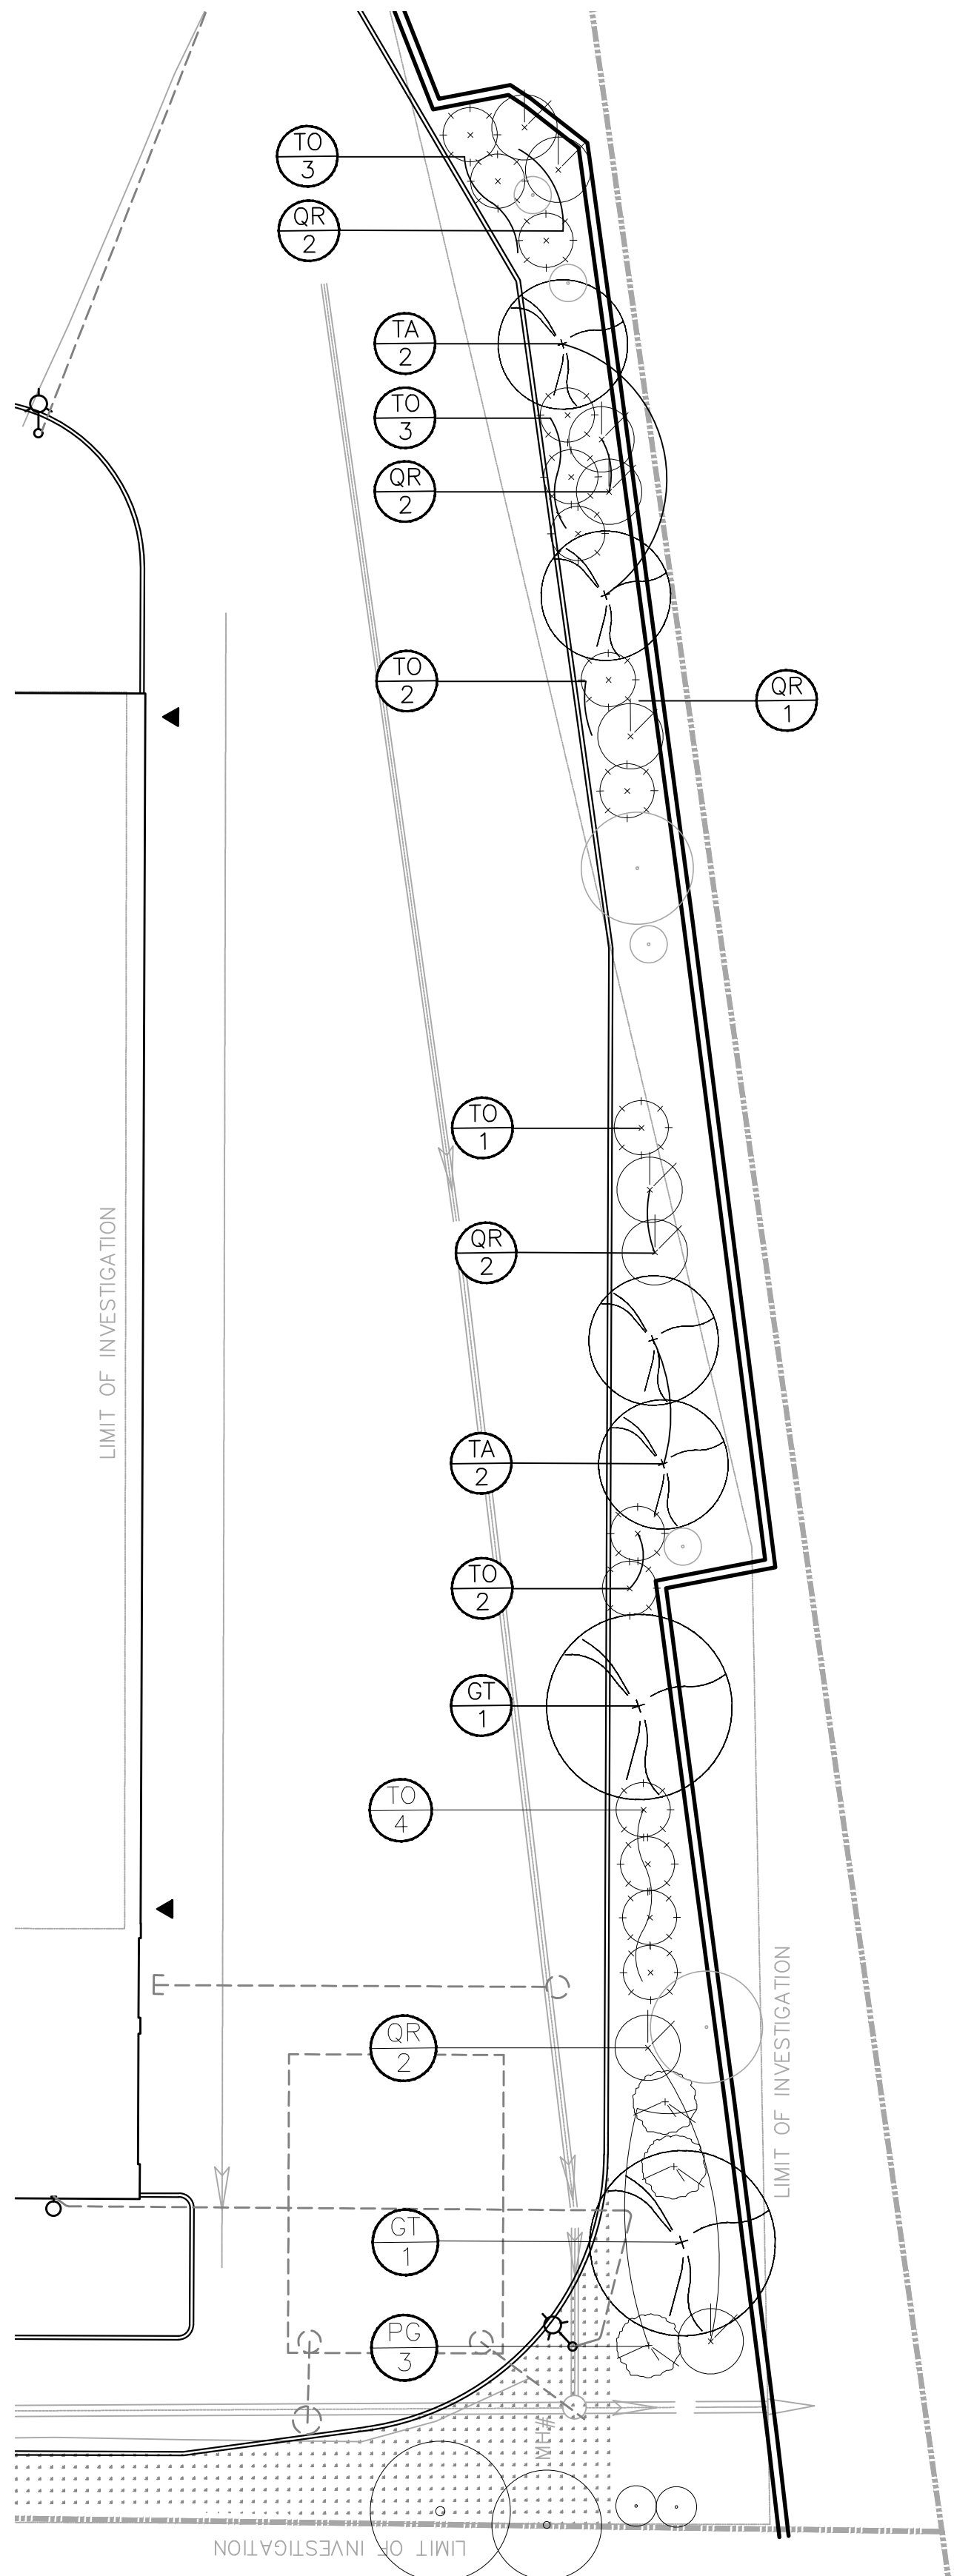 TO
3
QR
2
TA
2
TO
3
QR
2
TO
2
QR
1
TO
1
LIMIT OF INVESTIGATION
QR
2
TA
2
TO
2
GT
1
TO
4
LIMIT OF INVESTIGATION
E
QR
2
GT
1
PG
3
MH#
LIMIT OF INVESTIGATION